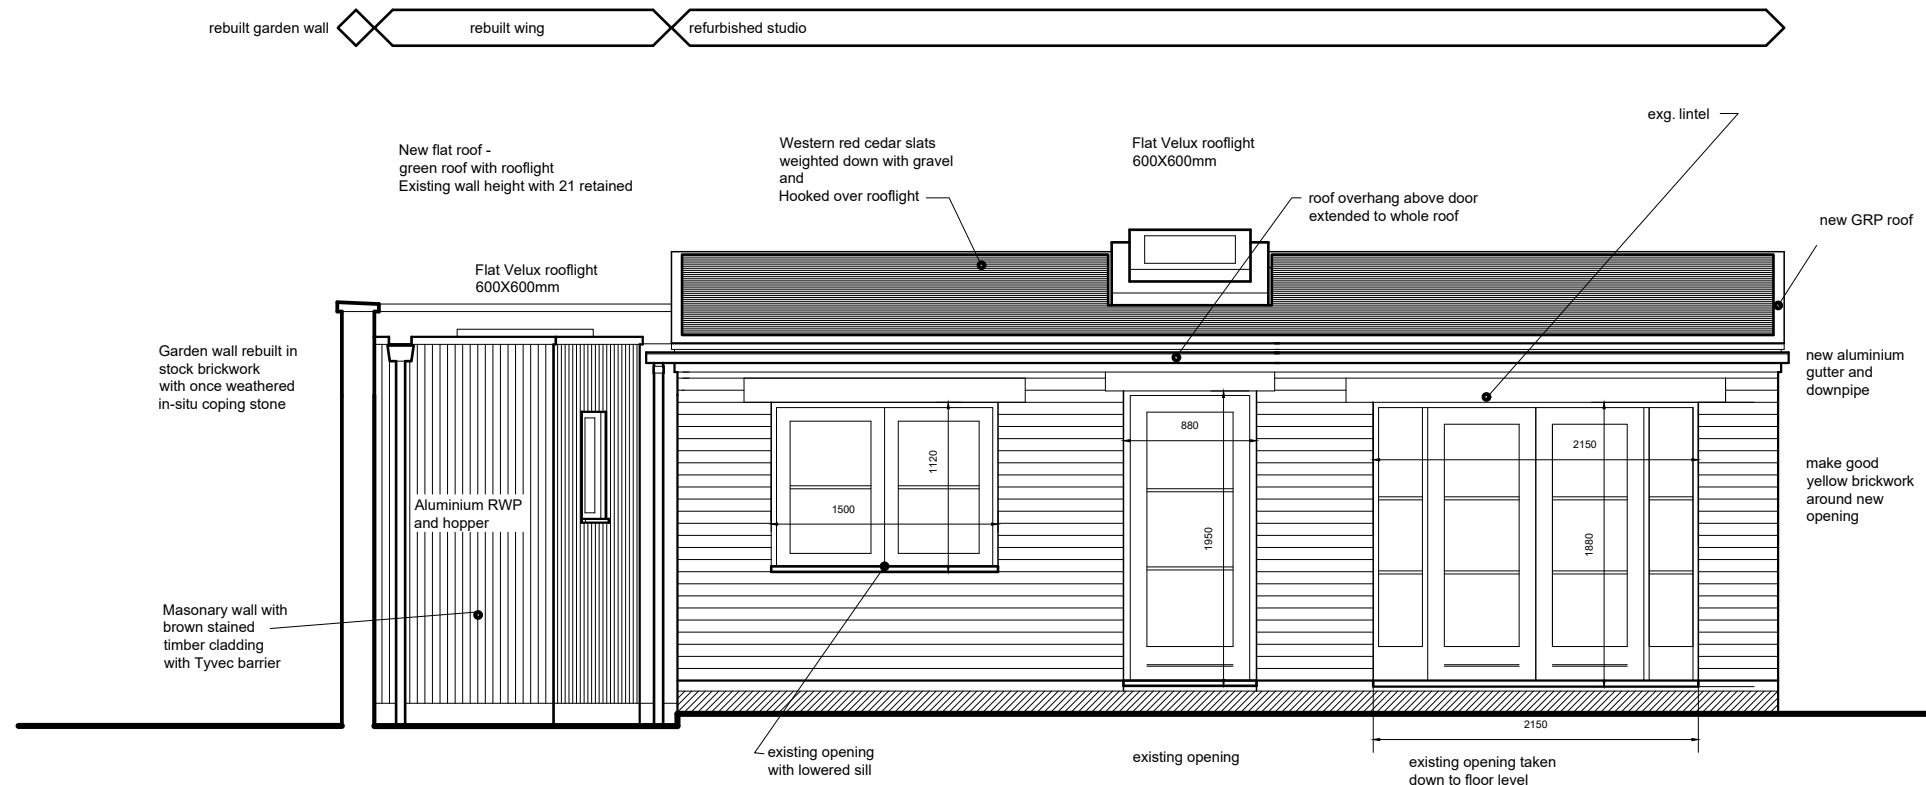 rebuilt garden wall
rebuilt wing
refurbished studio
exg. lintel
New flat roof -
green roof with rooflight
Existing wall height with 21 retained
Western red cedar slats
weighted down with gravel
and
Hooked over rooflight
Flat Velux rooflight
600X600mm
roof overhang above door
extended to whole roof
new GRP roof
Flat Velux rooflight
600X600mm
Garden wall rebuilt in
stock brickwork
with once weathered
in-situ coping stone
new aluminium
gutter and
downpipe
880
2150
1120
1500
1950
1880
make good
yellow brickwork
around new
opening
Aluminium RWP
and hopper
Masonary wall with
brown stained
timber cladding
with Tyvec barrier
2150
existing opening
with lowered sill
existing opening
existing opening taken
down to floor level